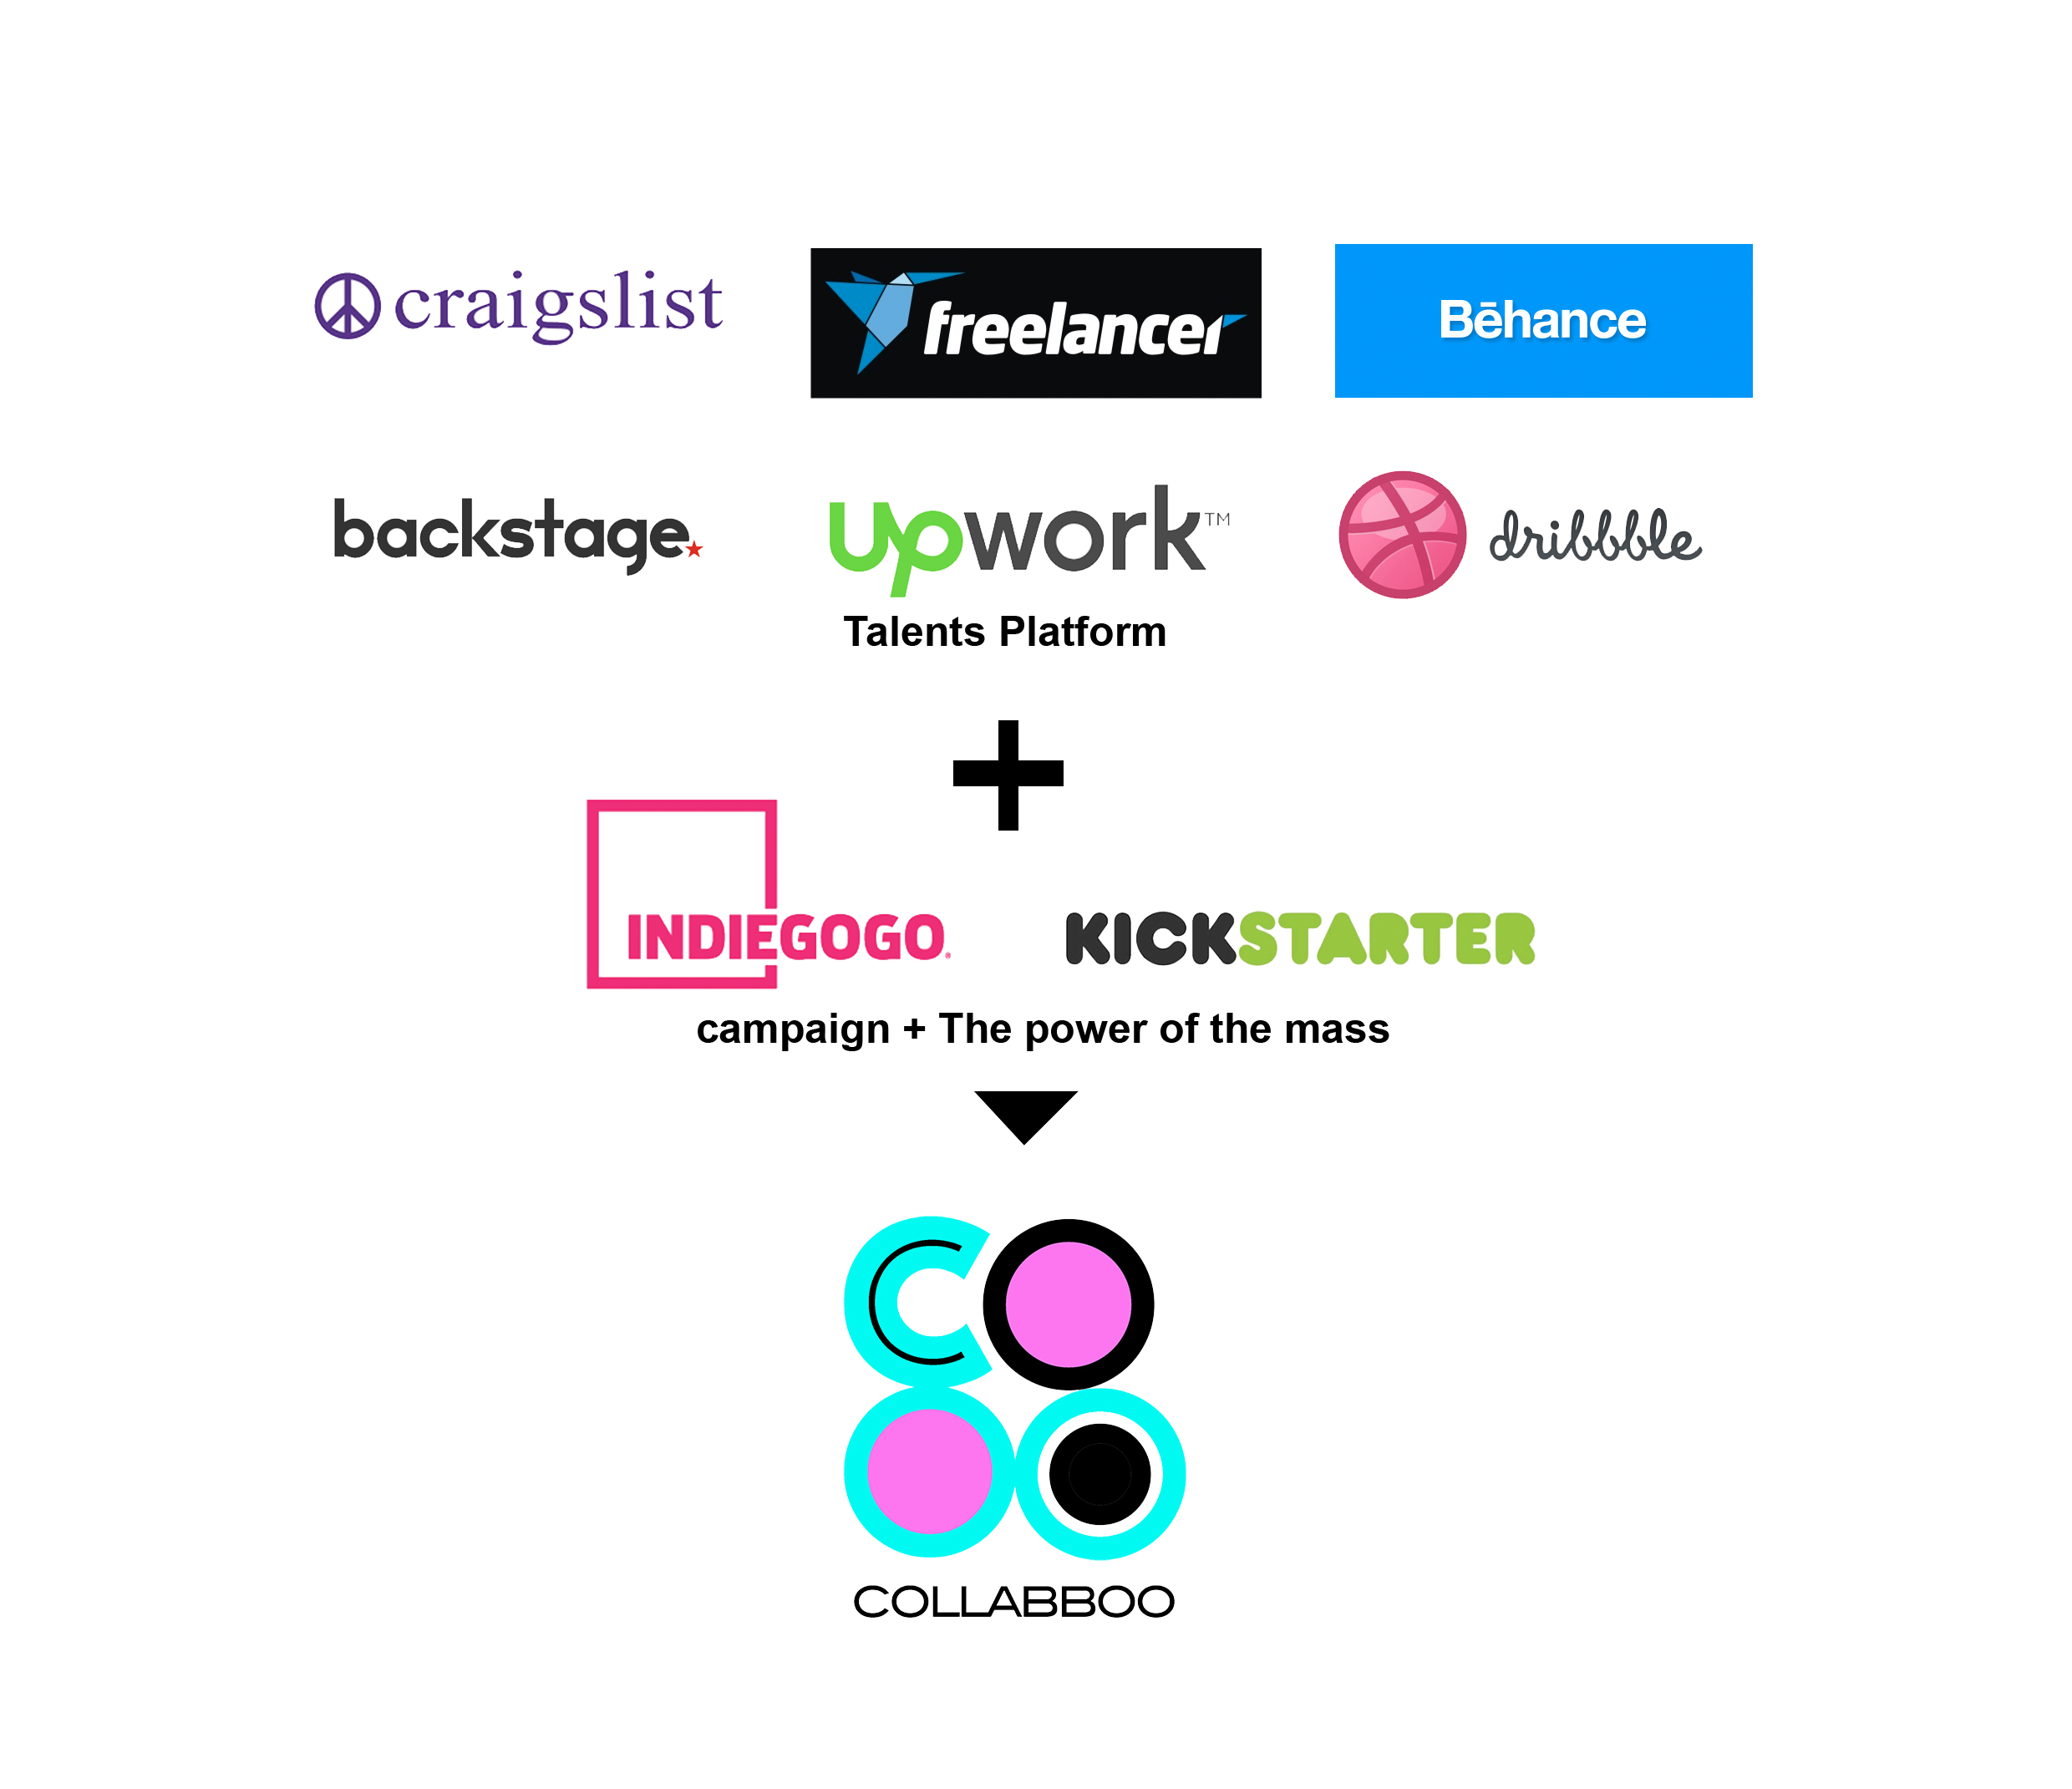 craigslist
freelancer
Bēhance
backstage
upwork™
dribbble
Talents Platform
+
INDIEGOGO®
KICKSTARTER
campaign + The power of the mass
COLLABBOO